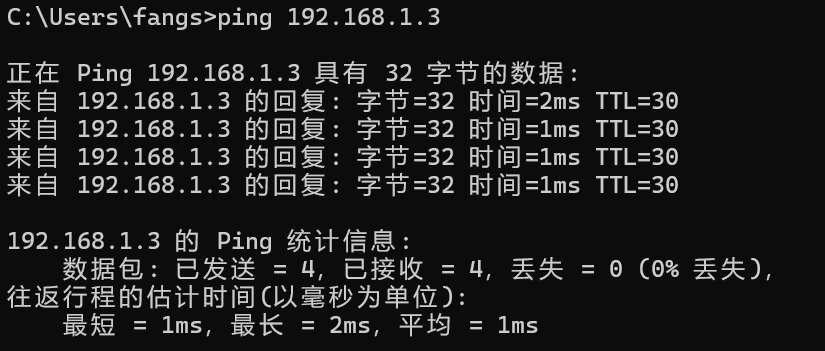 C:\Users\fangs>ping 192.168.1.3
正在 Ping 192.168.1.3 具有 32 字节的数据:
来自 192.168.1.3 的回复: 字节=32 时间=2ms TTL=30
来自 192.168.1.3 的回复: 字节=32 时间=1ms TTL=30
来自 192.168.1.3 的回复: 字节=32 时间=1ms TTL=30
来自 192.168.1.3 的回复: 字节=32 时间=1ms TTL=30
192.168.1.3 的 Ping 统计信息:
数据包: 已发送 = 4, 已接收 = 4, 丢失 = 0 (0% 丢失),
往返行程的估计时间(以毫秒为单位):
最短 = 1ms, 最长 = 2ms, 平均 = 1ms